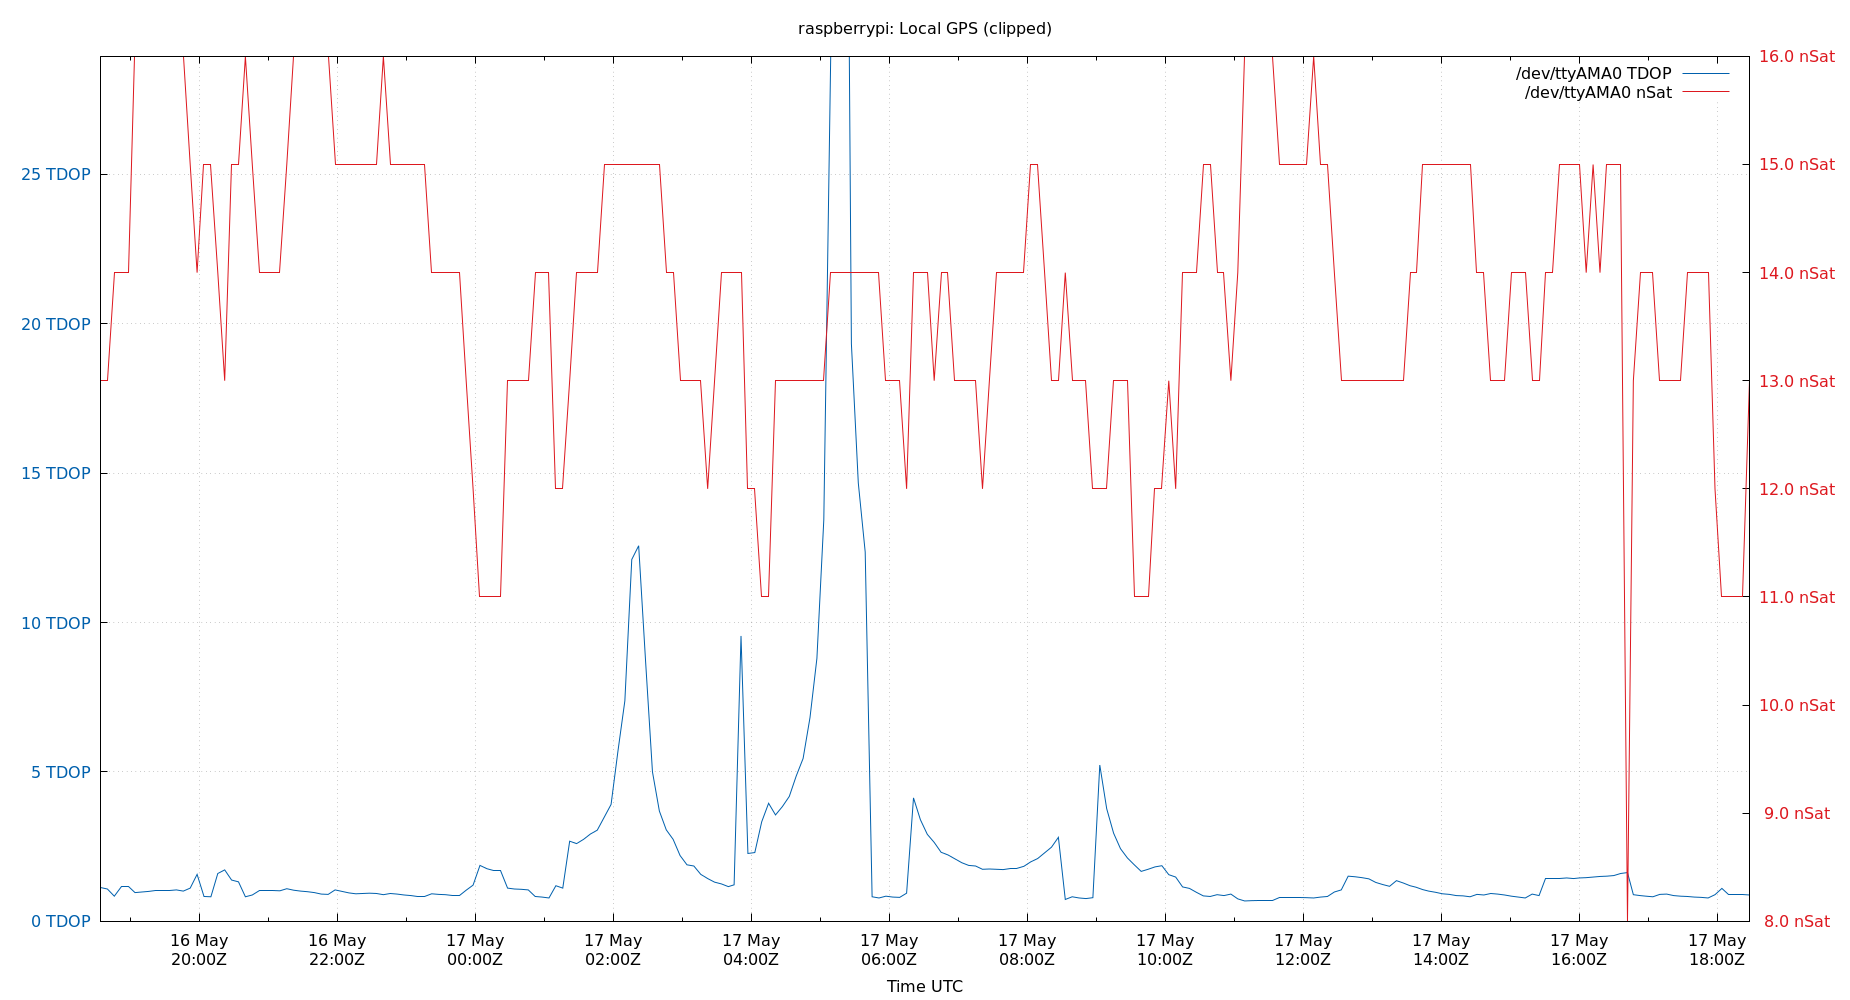 raspberrypi: Local GPS (clipped)
/dev/ttyAMA0 TDOP
/dev/ttyAMA0 nSat
25 TDOP
20 TDOP
15 TDOP
10 TDOP
5 TDOP
0 TDOP
16.0 nSat
15.0 nSat
14.0 nSat
13.0 nSat
12.0 nSat
11.0 nSat
10.0 nSat
9.0 nSat
8.0 nSat
16 May
20:00Z
16 May
22:00Z
17 May
00:00Z
17 May
02:00Z
17 May
04:00Z
17 May
06:00Z
17 May
08:00Z
17 May
10:00Z
17 May
12:00Z
17 May
14:00Z
17 May
16:00Z
17 May
18:00Z
Time UTC